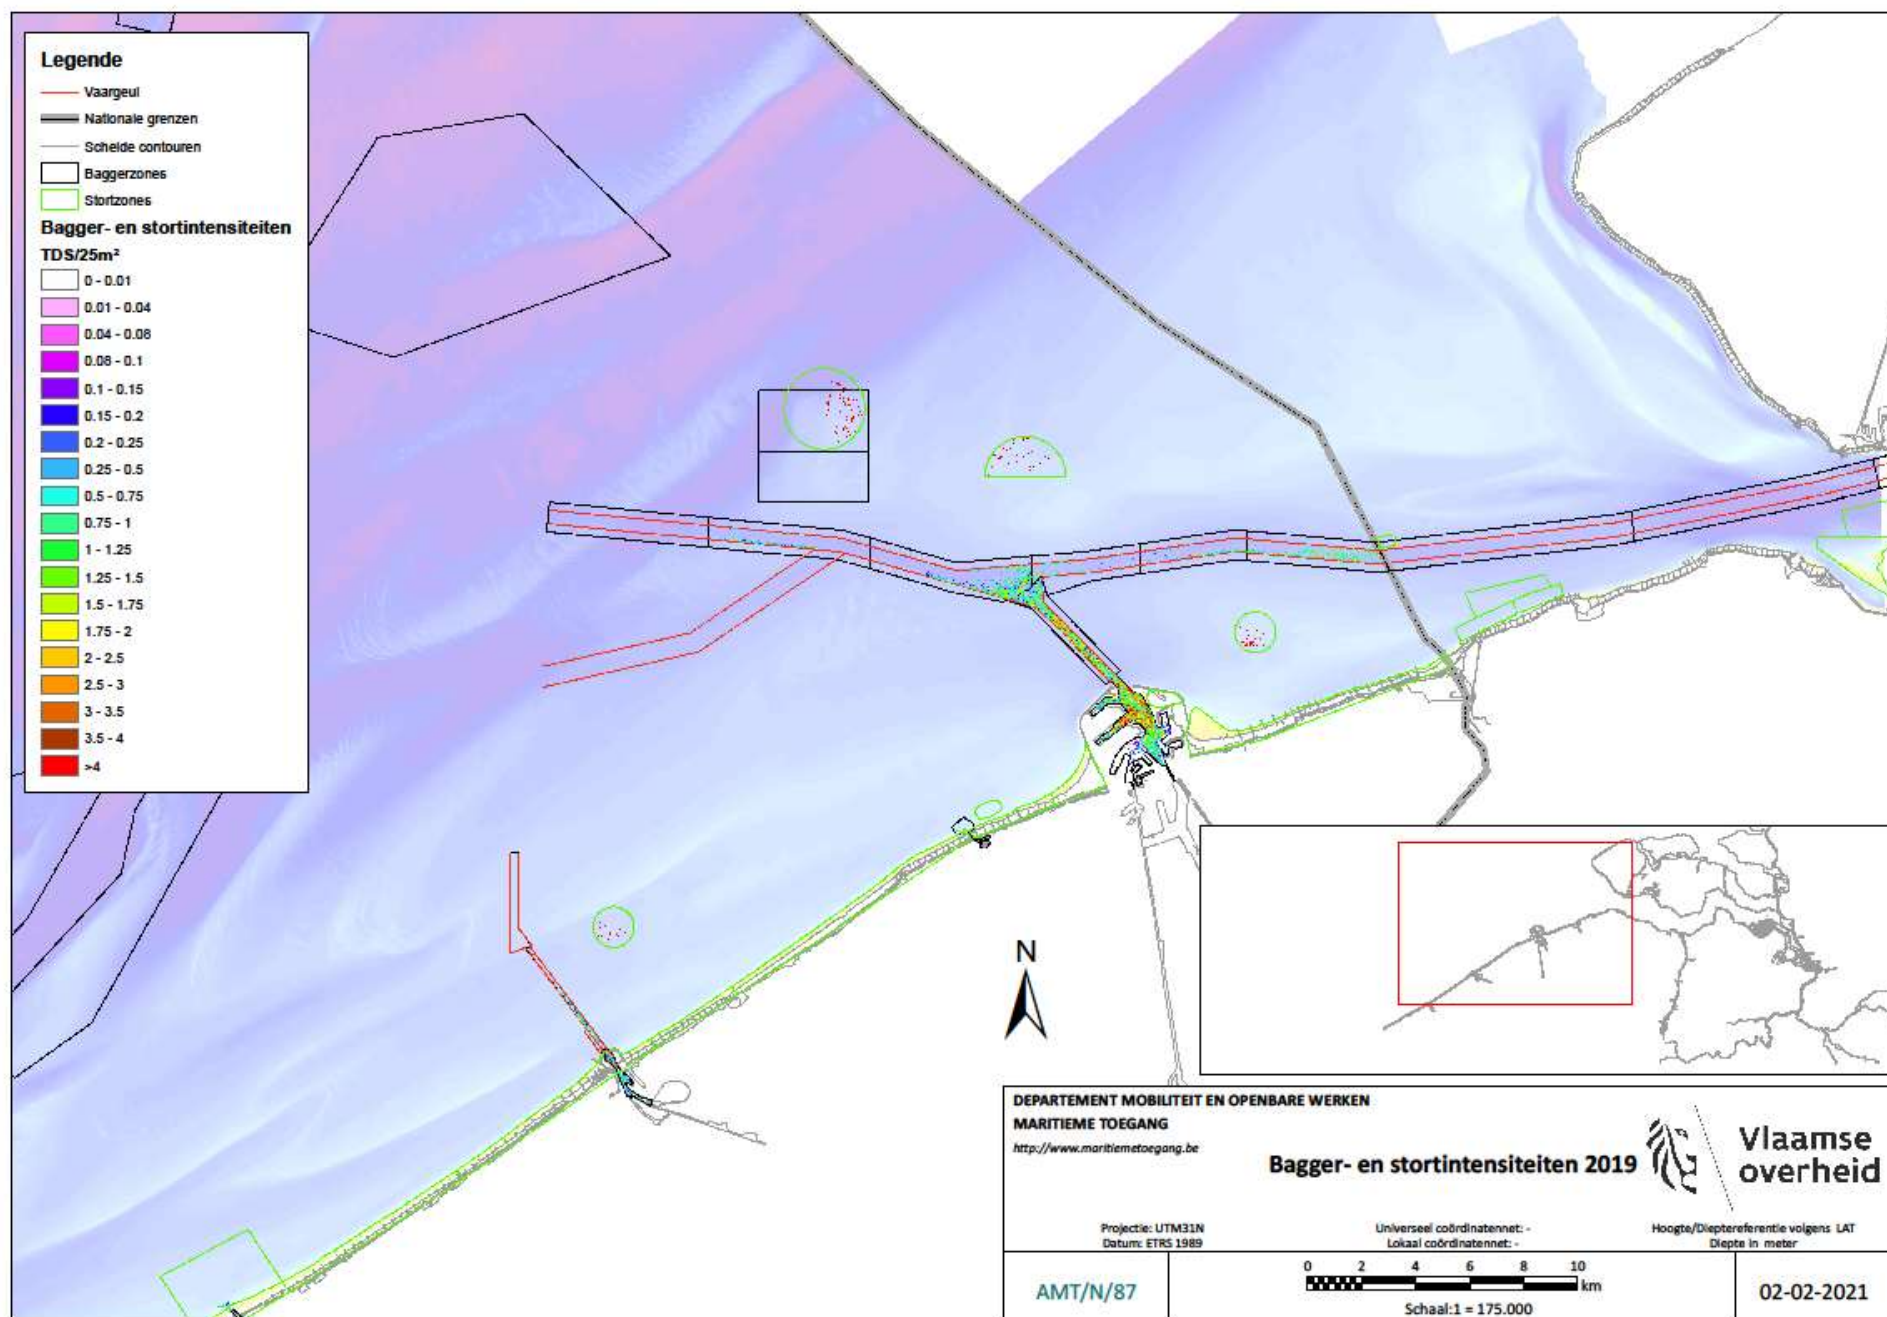 Legende
Vaargeul
Nationale grenzen
Schelde contouren
Baggerzones
Stortzones
Bagger- en stortintensiteiten
TDS/25m²
0 - 0.01
0.01 - 0.04
0.04 - 0.08
0.08 - 0.1
0.1 - 0.15
0.15 - 0.2
0.2 - 0.25
0.25 - 0.5
0.5 - 0.75
0.75 - 1
1 - 1.25
1.25 - 1.5
1.5 - 1.75
1.75 - 2
2 - 2.5
2.5 - 3
3 - 3.5
3.5 - 4
>4
N
DEPARTEMENT MOBILITEIT EN OPENBARE WERKEN
MARITIEME TOEGANG
http://www.maritiemetoegang.be
Bagger- en stortintensiteiten 2019
Vlaamse
overheid
Projectie: UTM31N
Datum: ETRS 1989
Universeel coördinatennet: -
Lokaal coördinatennet: -
Hoogte/Dieptereferentie volgens LAT
Diepte in meter
AMT/N/87
0 2 4 6 8 10
km
Schaal:1 = 175.000
02-02-2021